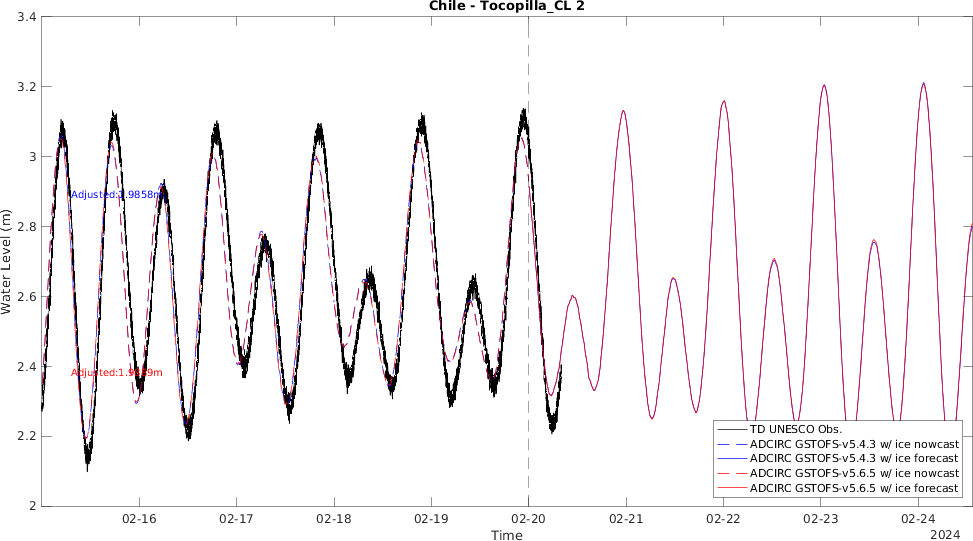 Chile - Tocopilla_CL 2
3.4
3.2
3
2.8
2.6
2.4
2.2
2
Water Level (m)
Adjusted:1.9858m
02-16
02-17
02-18
02-19
02-20
02-21
02-22
02-23
02-24
Time
2024
TD UNESCO Obs.
ADCIRC GSTOFS-v5.4.3 w/ ice nowcast
ADCIRC GSTOFS-v5.4.3 w/ ice forecast
ADCIRC GSTOFS-v5.6.5 w/ ice nowcast
ADCIRC GSTOFS-v5.6.5 w/ ice forecast